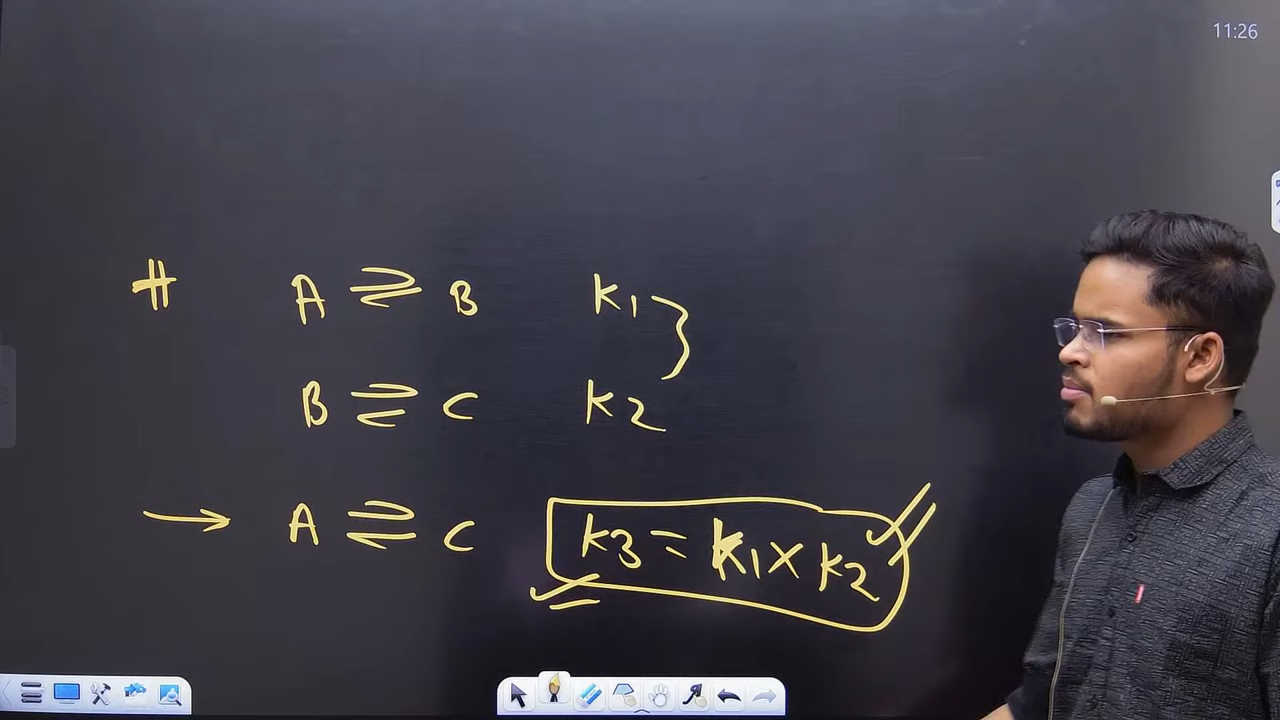 11:26
# A ⇌ B K1 }
B ⇌ C K2
→ A ⇌ C K3 = K1 × K2